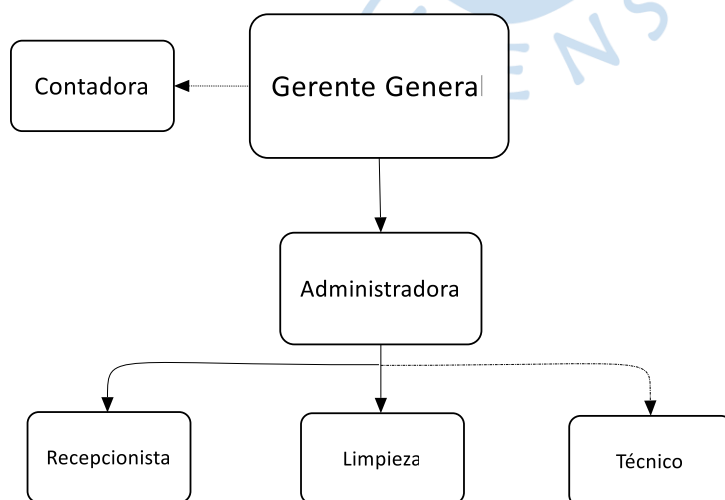 Gerente General
Contadora
Administradora
Recepcionista
Limpieza
Técnico